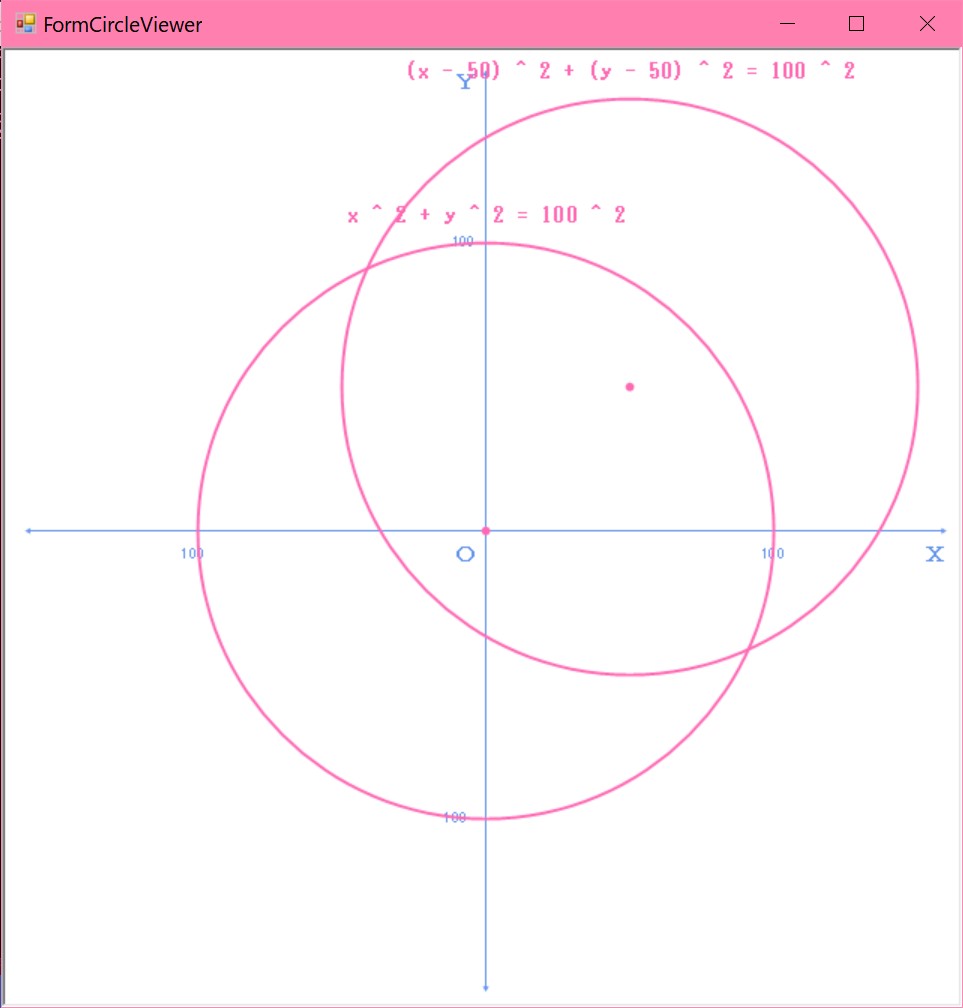 FormCircleViewer
(x - 50) ^ 2 + (y - 50) ^ 2 = 100 ^ 2
Y
x ^ 2 + y ^ 2 = 100 ^ 2
100
100
O
100
X
100